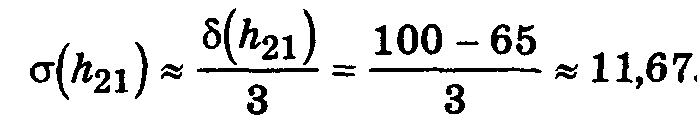 σ(h₂₁) ≈ δ(h₂₁)/3 = (100 − 65)/3 ≈ 11,67.